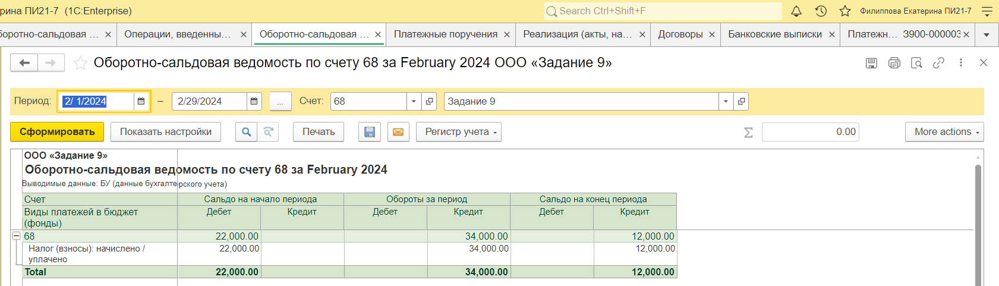 рина ПИ21-7 (1C:Enterprise)
Search Ctrl+Shift+F
Филиппова Екатерина ПИ21-7
боротно-сальдовая ...
Операции, введенны...
Оборотно-сальдовая ...
Платежные поручения
Реализация (акты, на...
Договоры
Банковские выписки
Платежн... 3900-000003
Оборотно-сальдовая ведомость по счету 68 за February 2024 ООО «Задание 9»
Период: 2/ 1/2024 – 2/29/2024 ... Счет: 68 Задание 9
Сформировать Показать настройки Печать Регистр учета Σ 0.00 More actions
ООО «Задание 9»
Оборотно-сальдовая ведомость по счету 68 за February 2024
Выводимые данные: БУ (данные бухгалтерского учета)
Счет Сальдо на начало периода Обороты за период Сальдо на конец периода
Виды платежей в бюджет Дебет Кредит Дебет Кредит Дебет Кредит
(фонды)
68 22,000.00 34,000.00 12,000.00
Налог (взносы): начислено / 22,000.00 34,000.00 12,000.00
уплачено
Total 22,000.00 34,000.00 12,000.00